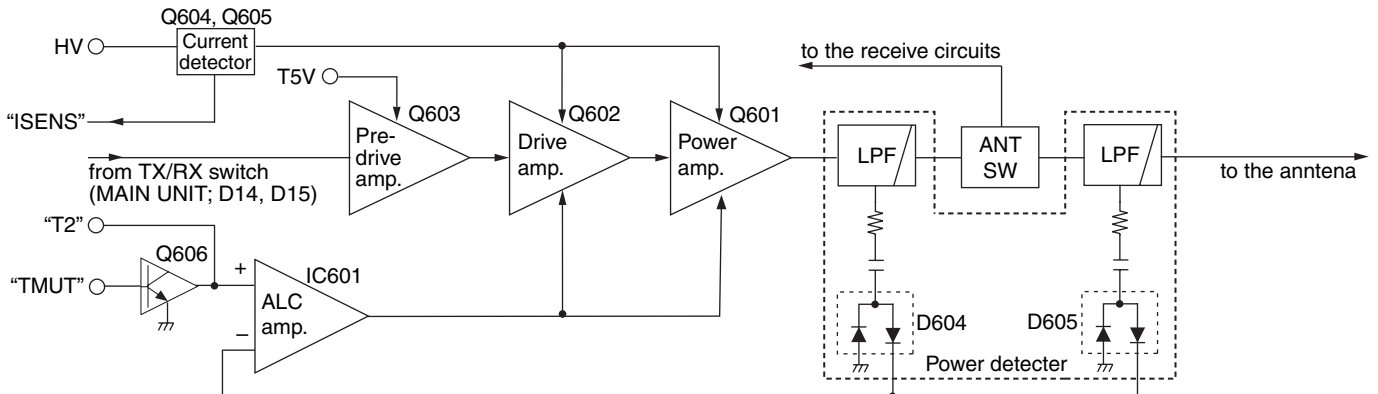 Q604, Q605
HV
Current
detector
to the receive circuits
T5V
"ISENS"
Q603
Q602
Q601
Pre-
drive
amp.
Drive
amp.
Power
amp.
LPF
ANT
SW
LPF
from TX/RX switch
(MAIN UNIT; D14, D15)
to the anntena
"T2"
Q606
"TMUT"
+
IC601
ALC
amp.
–
D604
D605
Power detecter